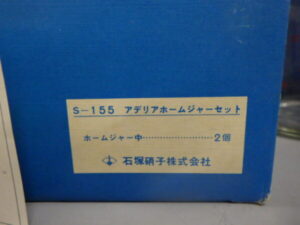 S-155 アデリアホームジャーセット
ホームジャー中……………………2個
石塚硝子株式会社